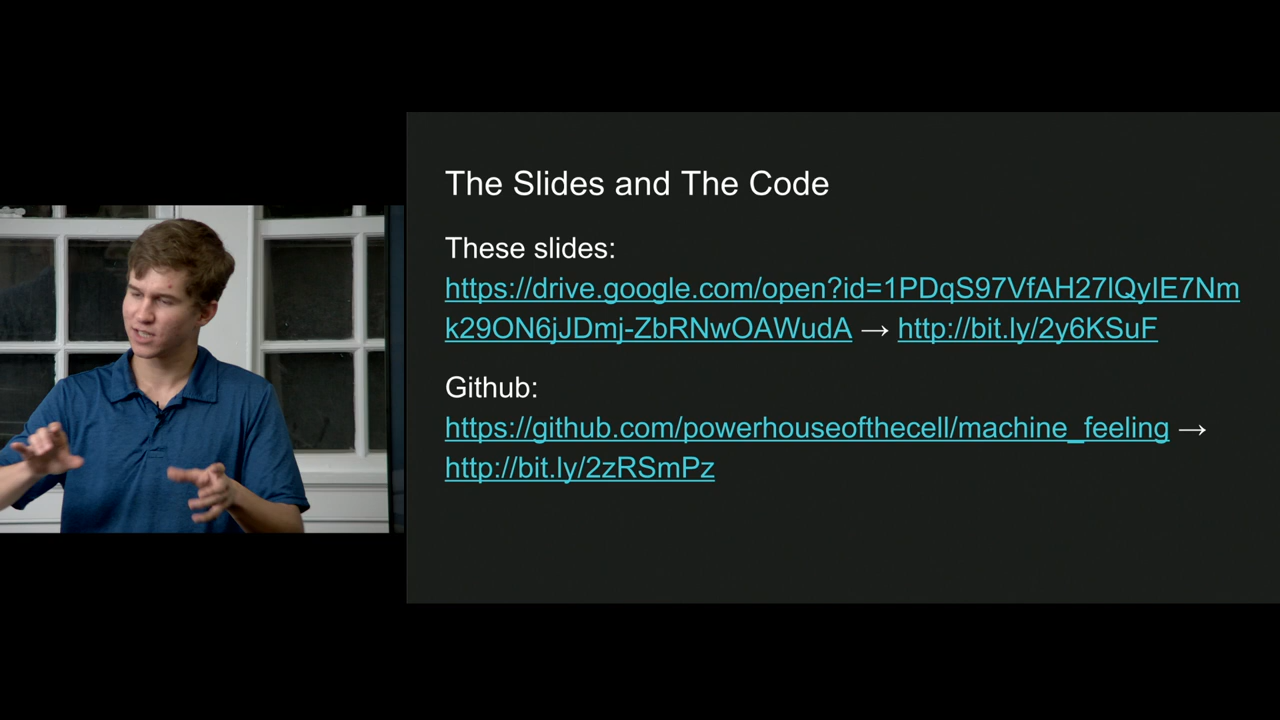 The Slides and The Code
These slides:
https://drive.google.com/open?id=1PDqS97VfAH27lQyIE7Nm
k29ON6jJDmj-ZbRNwOAWudA → http://bit.ly/2y6KSuF
Github:
https://github.com/powerhouseofthecell/machine_feeling →
http://bit.ly/2zRSmPz